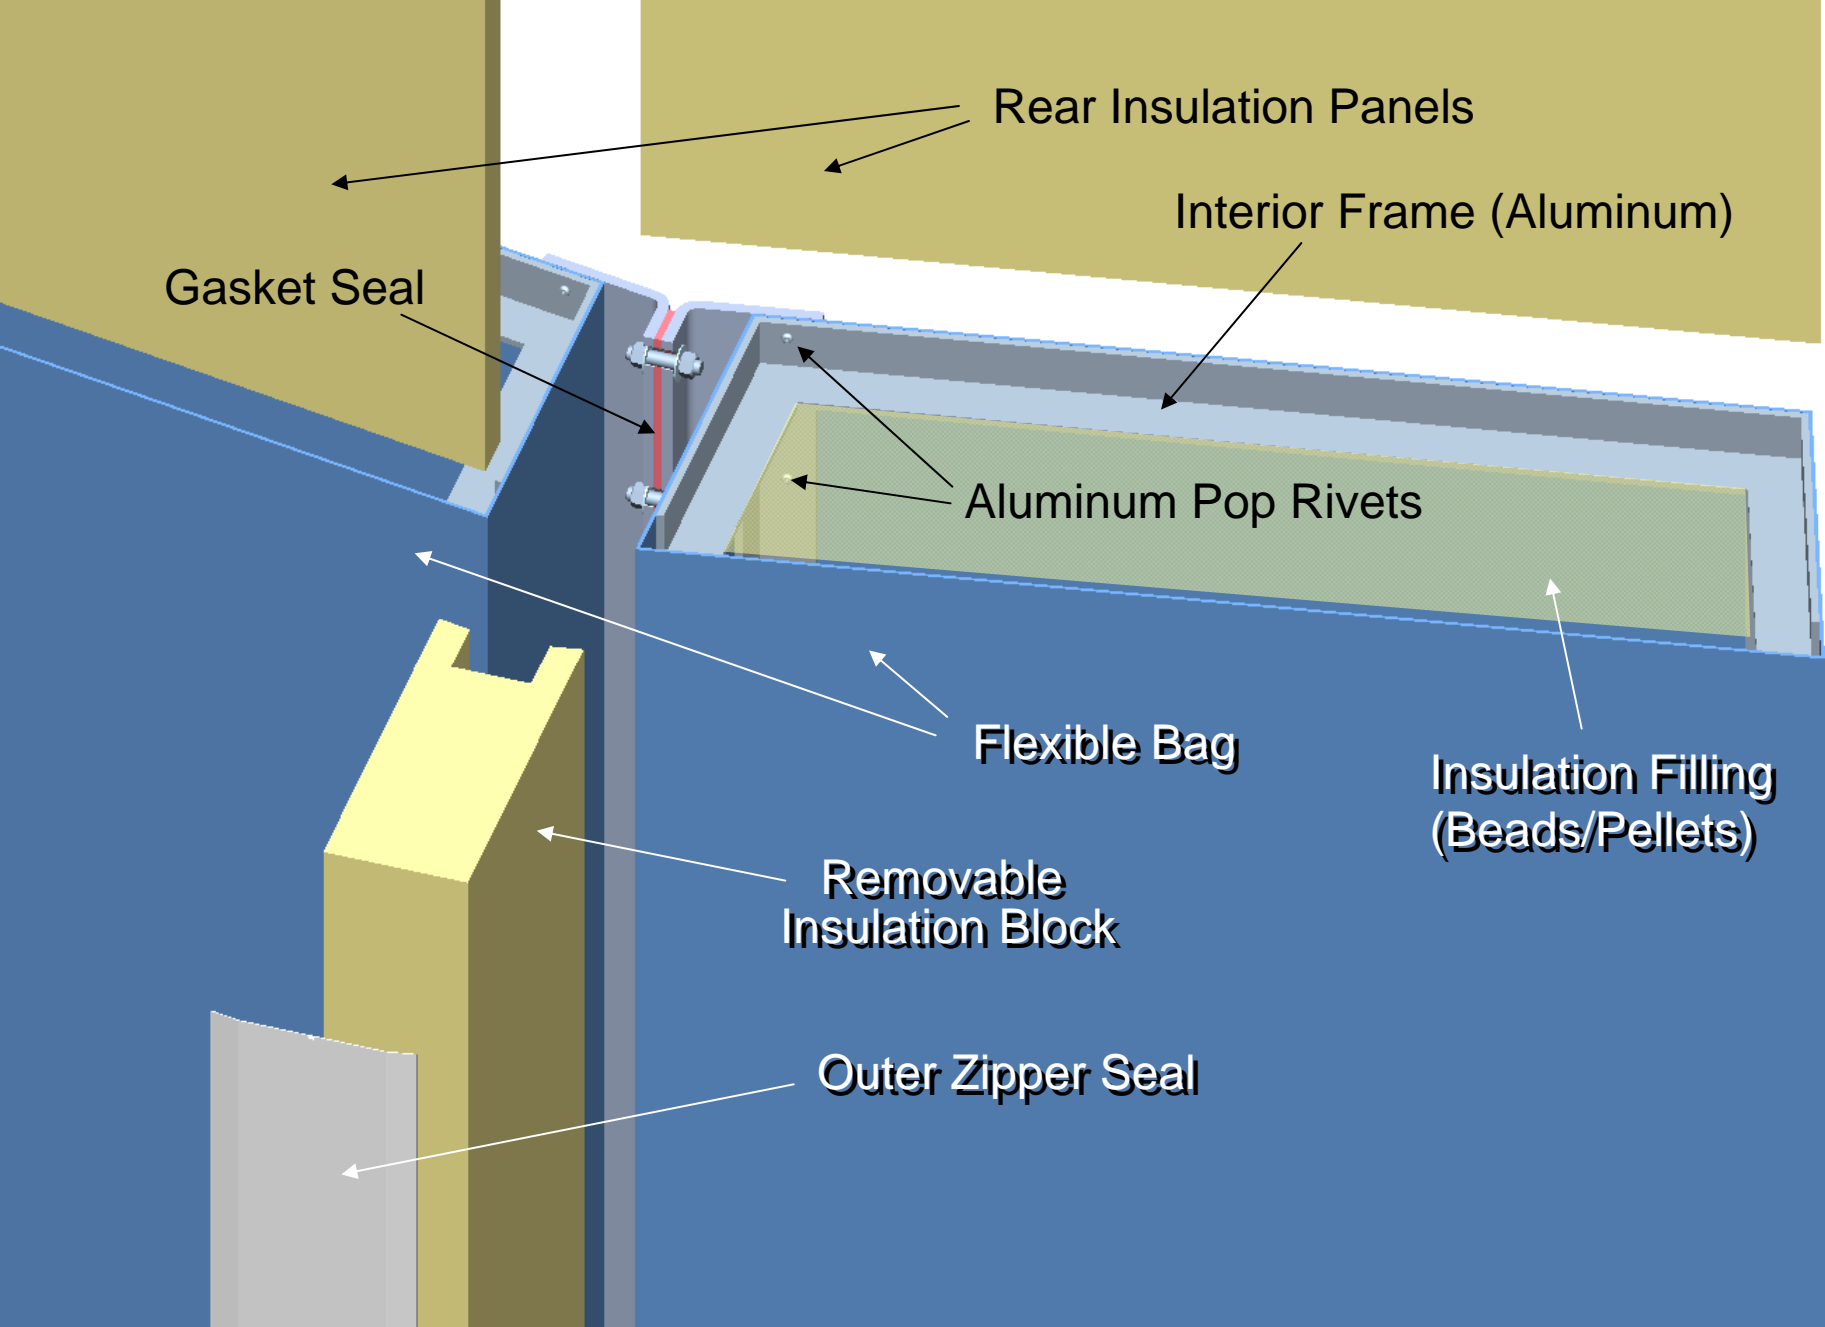 Rear Insulation Panels
Interior Frame (Aluminum)
Gasket Seal
Aluminum Pop Rivets
Flexible Bag
Insulation Filling
(Beads/Pellets)
Removable
Insulation Block
Outer Zipper Seal